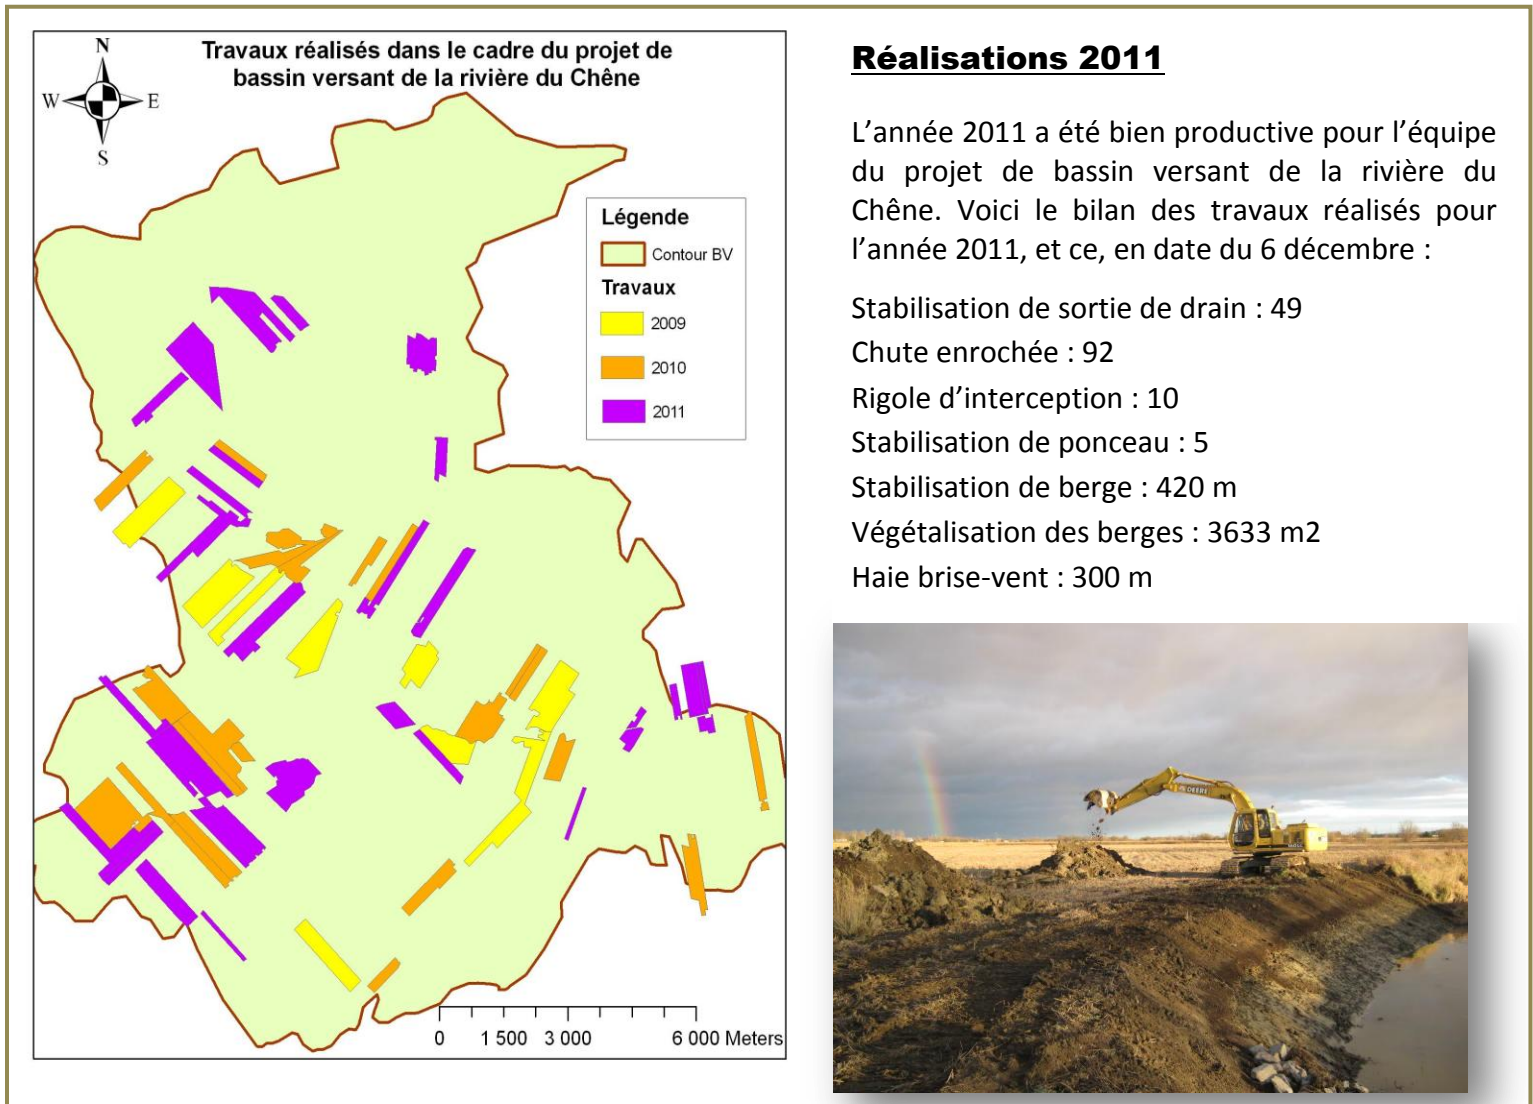 N
W
E
S
Travaux réalisés dans le cadre du projet de
bassin versant de la rivière du Chêne
Légende
Contour BV
Travaux
2009
2010
2011
0 1 500 3 000 6 000 Meters
Réalisations 2011
L’année 2011 a été bien productive pour l’équipe
du projet de bassin versant de la rivière du
Chêne. Voici le bilan des travaux réalisés pour
l’année 2011, et ce, en date du 6 décembre :
Stabilisation de sortie de drain : 49
Chute enrochée : 92
Rigole d’interception : 10
Stabilisation de ponceau : 5
Stabilisation de berge : 420 m
Végétalisation des berges : 3633 m2
Haie brise-vent : 300 m
DEERE